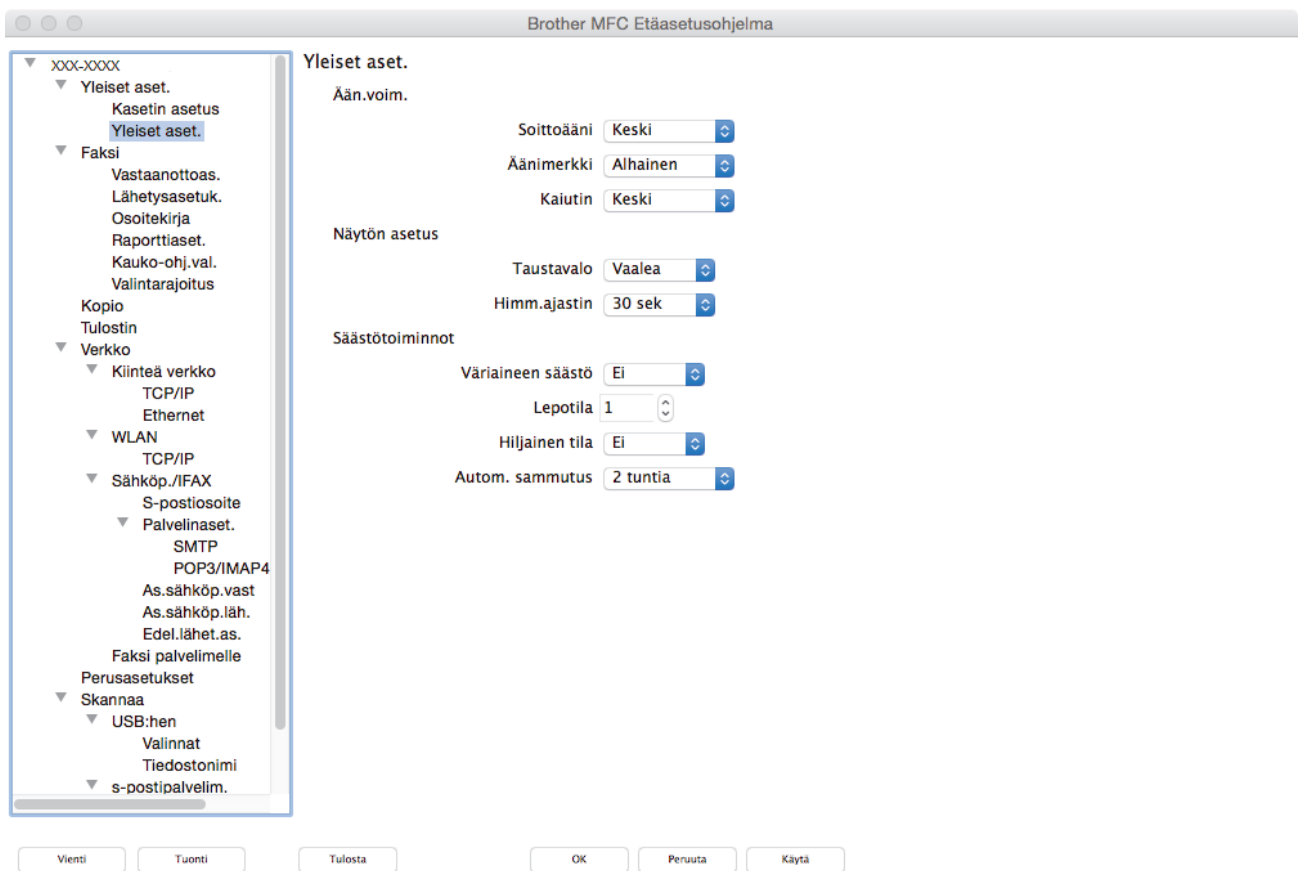 Brother MFC Etäasetusohjelma
XXX-XXXX
Yleiset aset.
Kasetin asetus
Yleiset aset.
Faksi
Vastaanottoas.
Lähetysasetuk.
Osoitekirja
Raporttiaset.
Kauko-ohj.val.
Valintarajoitus
Kopio
Tulostin
Verkko
Kiinteä verkko
TCP/IP
Ethernet
WLAN
TCP/IP
Sähköp./IFAX
S-postiosoite
Palvelinaset.
SMTP
POP3/IMAP4
As.sähköp.vast
As.sähköp.läh.
Edel.lähet.as.
Faksi palvelimelle
Perusasetukset
Skannaa
USB:hen
Valinnat
Tiedostonimi
s-postipalvelim.
Yleiset aset.
Ään.voim.
Soittoääni Keski
Äänimerkki Alhainen
Kaiutin Keski
Näytön asetus
Taustavalo Vaalea
Himm.ajastin 30 sek
Säästötoiminnot
Väriaineen säästö Ei
Lepotila 1
Hiljainen tila Ei
Autom. sammutus 2 tuntia
Vienti Tuonti Tulosta OK Peruuta Käytä